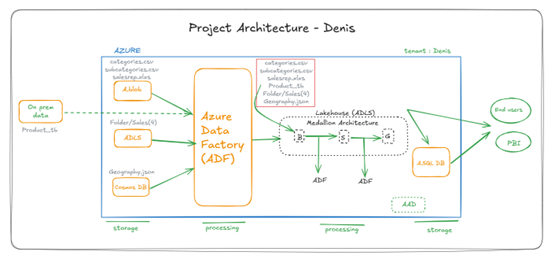 Project Architecture - Denis
AZURE
tenant : Denis
categories.csv
subcategories.csv
salesrep.xlsx
A.blob
On prem
data
Product_tb
Folder/Sales(4)
ADLS
Geography.json
Cosmos DB
Azure
Data
Factory
(ADF)
categories.csv
subcategories.csv
salesrep.xlsx
Product_tb
Folder/Sales(4)
Geography.json
Lakehouse (ADLS)
Medallion Architecture
B
S
G
ADF
ADF
ASQL DB
AAD
End users
PBI
storage
processing
processing
storage